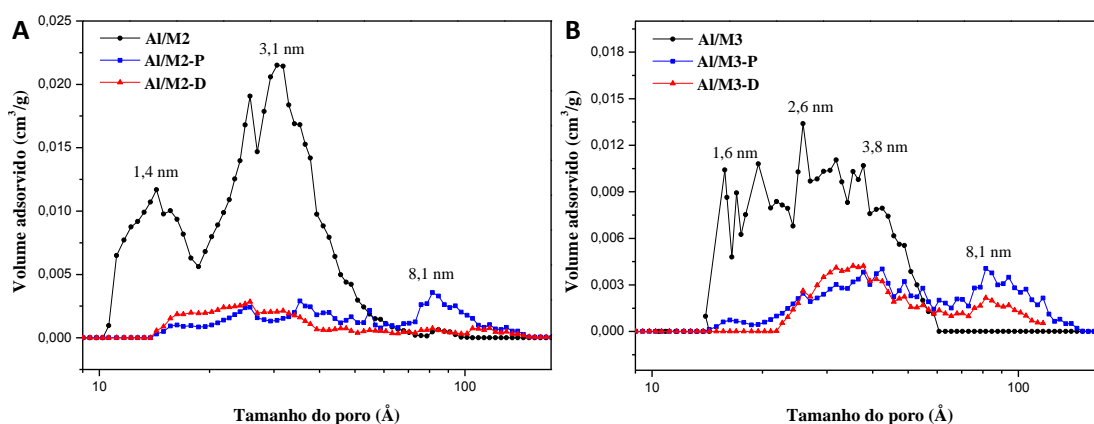 A
Al/M2
Al/M2-P
Al/M2-D
3,1 nm
1,4 nm
8,1 nm
0,025
0,020
0,015
0,010
0,005
0,000
Volume adsorvido (cm³/g)
10
100
Tamanho do poro (Å)
B
Al/M3
Al/M3-P
Al/M3-D
2,6 nm
1,6 nm
3,8 nm
8,1 nm
0,018
0,015
0,012
0,009
0,006
0,003
0,000
Volume adsorvido (cm³/g)
10
100
Tamanho do poro (Å)